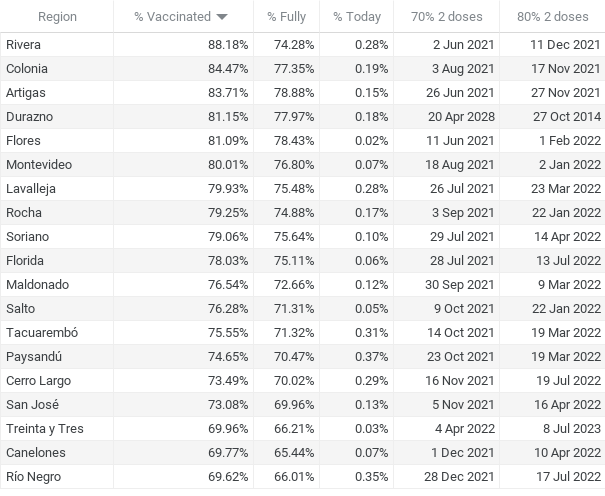 Region % Vaccinated % Fully % Today 70% 2 doses 80% 2 doses
Rivera 88.18% 74.28% 0.28% 2 Jun 2021 11 Dec 2021
Colonia 84.47% 77.35% 0.19% 3 Aug 2021 17 Nov 2021
Artigas 83.71% 78.88% 0.15% 26 Jun 2021 27 Nov 2021
Durazno 81.15% 77.97% 0.18% 20 Apr 2028 27 Oct 2014
Flores 81.09% 78.43% 0.02% 11 Jun 2021 1 Feb 2022
Montevideo 80.01% 76.80% 0.07% 18 Aug 2021 2 Jan 2022
Lavalleja 79.93% 75.48% 0.28% 26 Jul 2021 23 Mar 2022
Rocha 79.25% 74.88% 0.17% 3 Sep 2021 22 Jan 2022
Soriano 79.06% 75.64% 0.10% 29 Jul 2021 14 Apr 2022
Florida 78.03% 75.11% 0.06% 28 Jul 2021 13 Jul 2022
Maldonado 76.54% 72.66% 0.12% 30 Sep 2021 9 Mar 2022
Salto 76.28% 71.31% 0.05% 9 Oct 2021 22 Jan 2022
Tacuarembó 75.55% 71.32% 0.31% 14 Oct 2021 19 Mar 2022
Paysandú 74.65% 70.47% 0.37% 23 Oct 2021 19 Mar 2022
Cerro Largo 73.49% 70.02% 0.29% 16 Nov 2021 19 Jul 2022
San José 73.08% 69.96% 0.13% 5 Nov 2021 16 Apr 2022
Treinta y Tres 69.96% 66.21% 0.03% 4 Apr 2022 8 Jul 2023
Canelones 69.77% 65.44% 0.07% 1 Dec 2021 10 Apr 2022
Río Negro 69.62% 66.01% 0.35% 28 Dec 2021 17 Jul 2022